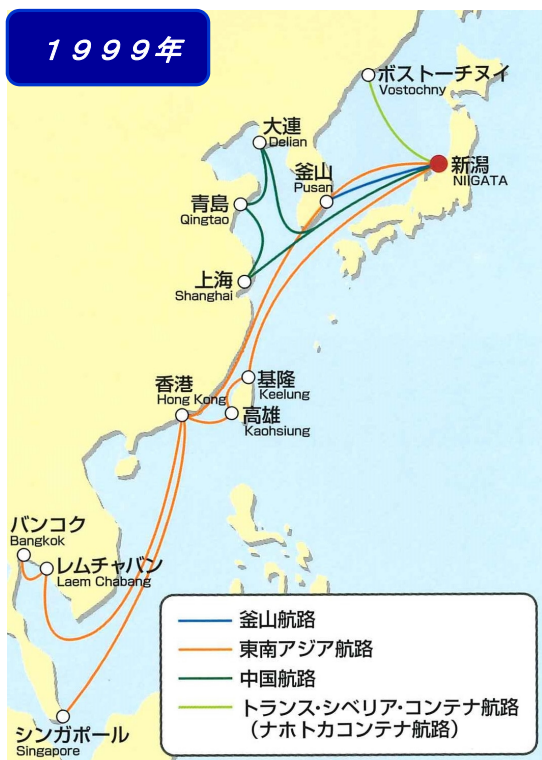 1999年
ボストーチヌイ
Vostochny
大連
Delian
釜山
Pusan
新潟
NIIGATA
青島
Qingtao
上海
Shanghai
香港
Hong Kong
基隆
Keelung
高雄
Kaohsiung
バンコク
Bangkok
レムチャバン
Laem Chabang
シンガポール
Singapore
釜山航路
東南アジア航路
中国航路
トランス・シベリア・コンテナ航路
（ナホトカコンテナ航路）